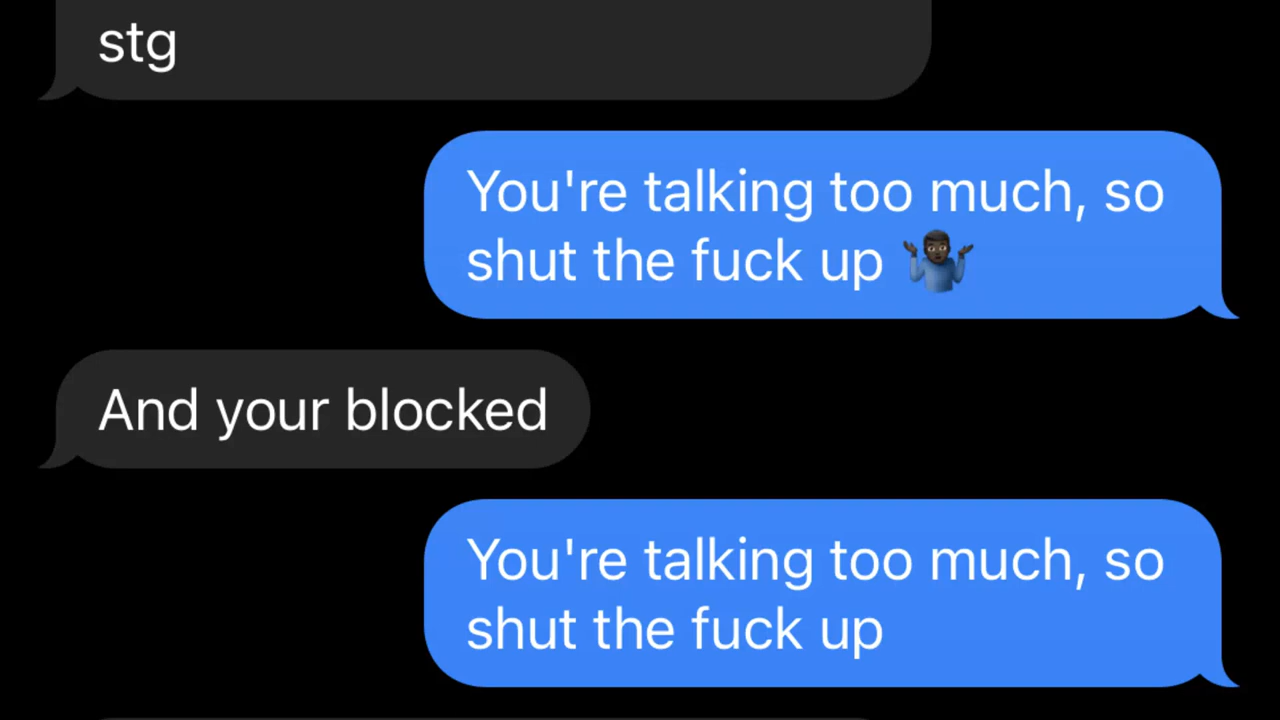 stg
You're talking too much, so
shut the fuck up 🤷🏿‍♂️
And your blocked
You're talking too much, so
shut the fuck up